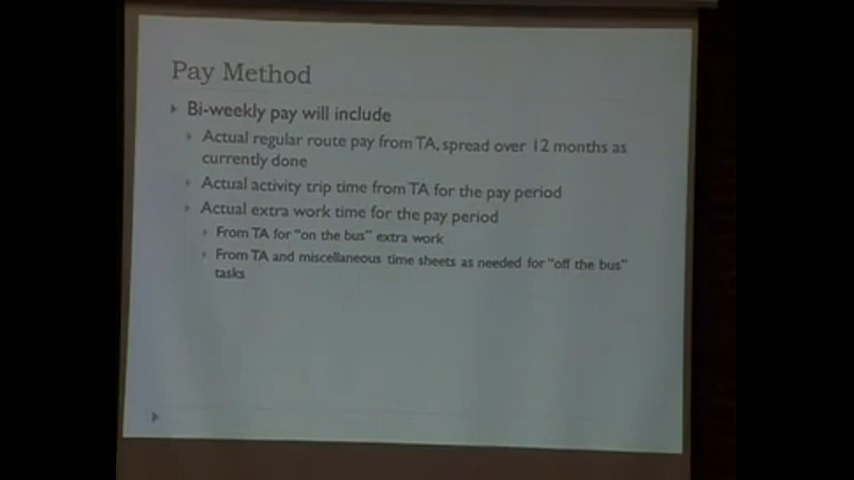 Pay Method
Bi-weekly pay will include
Actual regular route pay from TA, spread over 12 months as
currently done
Actual activity trip time from TA for the pay period
Actual extra work time for the pay period
From TA for "on the bus" extra work
From TA and miscellaneous time sheets as needed for "off the bus"
tasks